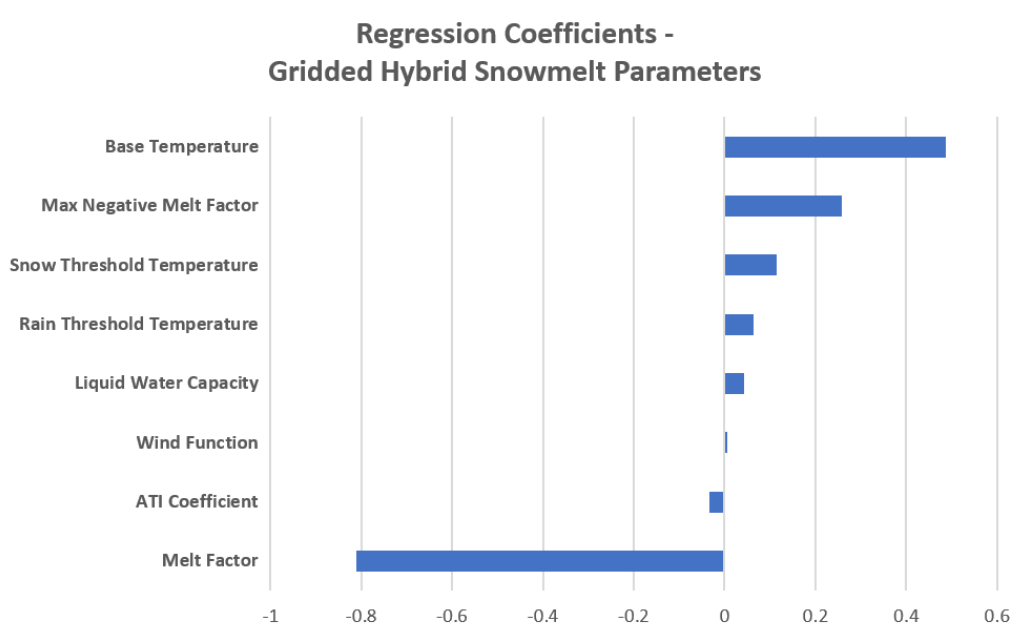 Regression Coefficients -
Gridded Hybrid Snowmelt Parameters
Base Temperature
Max Negative Melt Factor
Snow Threshold Temperature
Rain Threshold Temperature
Liquid Water Capacity
Wind Function
ATI Coefficient
Melt Factor
-1 -0.8 -0.6 -0.4 -0.2 0 0.2 0.4 0.6